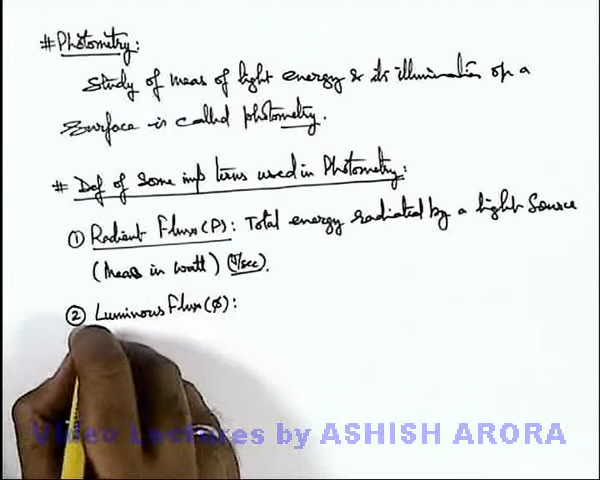 # Photometry:
Study of meas of light energy & its illumination of a
Surface is called photometry.
# Def of Some imp terms used in Photometry:
① Radient Flux (P): Total energy radiated by a light Source
(Meas in watt) (J/sec).
② Luminous Flux (φ):
Video Lectures by ASHISH ARORA